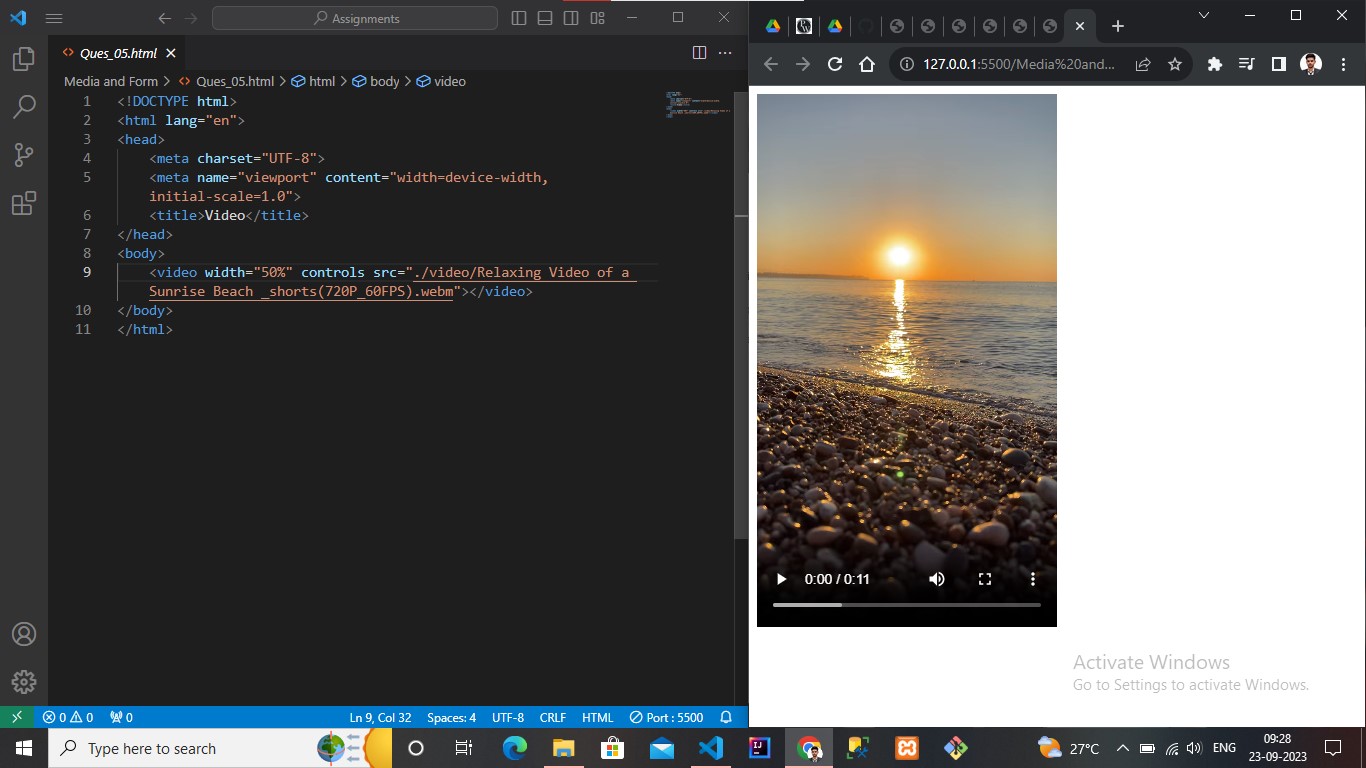 Assignments
Ques_05.html
Media and Form > Ques_05.html > html > body > video
1 <!DOCTYPE html>
2 <html lang="en">
3 <head>
4 <meta charset="UTF-8">
5 <meta name="viewport" content="width=device-width,
initial-scale=1.0">
6 <title>Video</title>
7 </head>
8 <body>
9 <video width="50%" controls src="./video/Relaxing Video of a
Sunrise Beach _shorts(720P_60FPS).webm"></video>
10 </body>
11 </html>
0 0 0 Ln 9, Col 32 Spaces: 4 UTF-8 CRLF HTML Port : 5500
127.0.0.1:5500/Media%20and...
0:00 / 0:11
Activate Windows
Go to Settings to activate Windows.
Type here to search
27°C ENG
09:28
23-09-2023